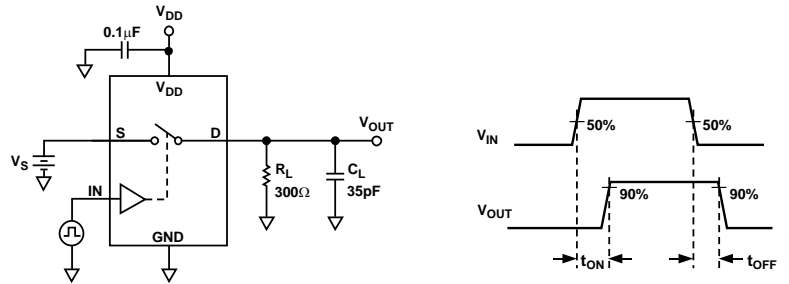 VDD
0.1μF
VDD
S
D
VOUT
VS
RL
300Ω
CL
35pF
IN
GND
VIN
50%
50%
VOUT
90%
90%
tON
tOFF